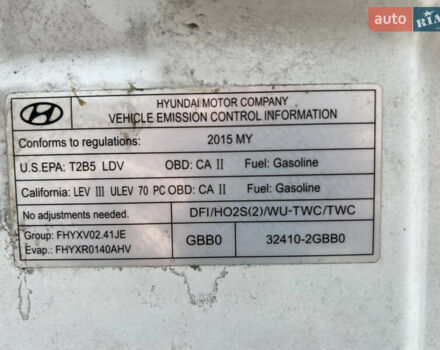 auto RIA
HYUNDAI MOTOR COMPANY
VEHICLE EMISSION CONTROL INFORMATION
Conforms to regulations: 2015 MY
U.S.EPA: T2B5 LDV OBD: CA II Fuel: Gasoline
California: LEV III ULEV 70 PC OBD: CA II Fuel: Gasoline
No adjustments needed. DFI/HO2S(2)/WU-TWC/TWC
Group: FHYXV02.41JE GBB0 32410-2GBB0
Evap.: FHYXR0140AHV